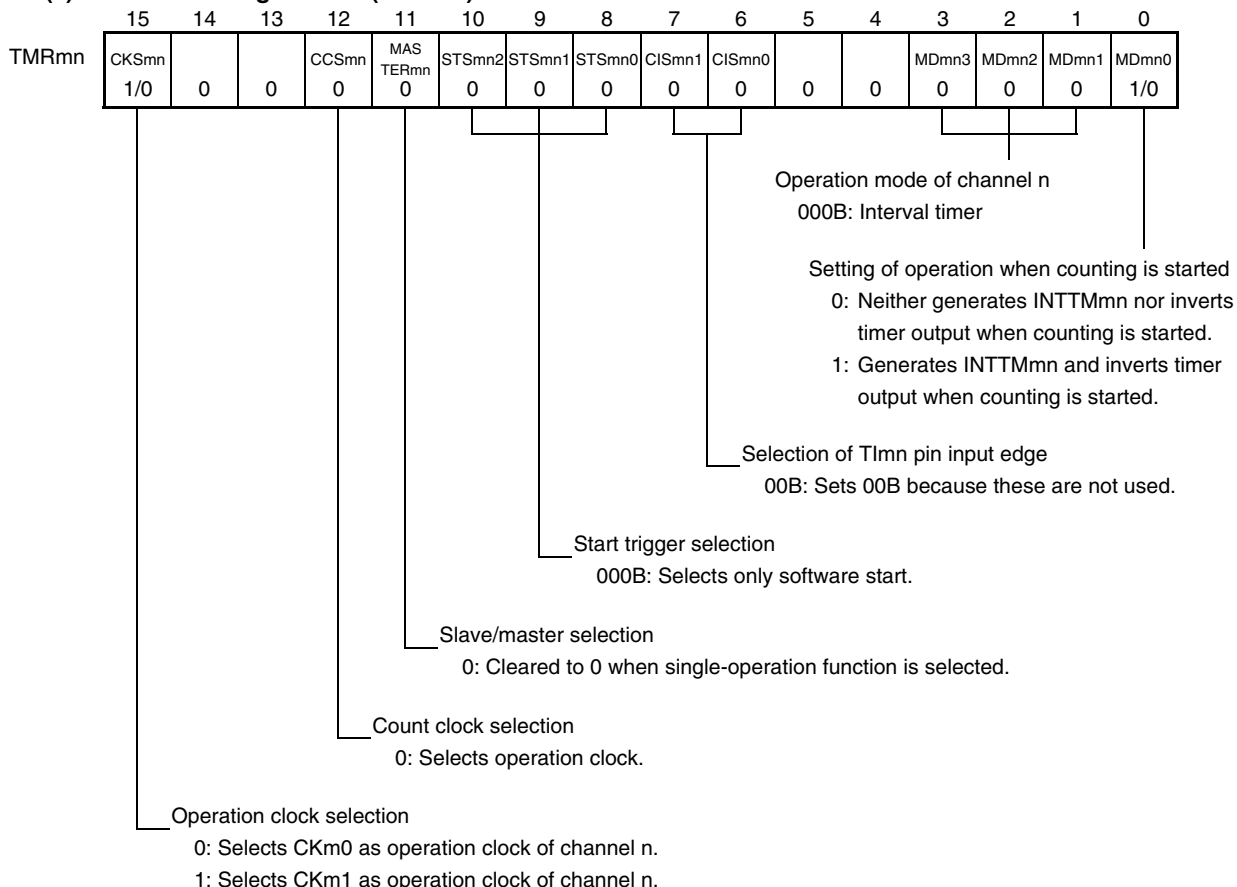 15 14 13 12 11 10 9 8 7 6 5 4 3 2 1 0
TMRmn CKSmn CCSmn MAS TERmn STSmn2 STSmn1 STSmn0 CISmn1 CISmn0 MDmn3 MDmn2 MDmn1 MDmn0
1/0 0 0 0 0 0 0 0 0 0 0 0 0 0 0 1/0
Operation mode of channel n
000B: Interval timer
Setting of operation when counting is started
0: Neither generates INTTMmn nor inverts
timer output when counting is started.
1: Generates INTTMmn and inverts timer
output when counting is started.
Selection of TImn pin input edge
00B: Sets 00B because these are not used.
Start trigger selection
000B: Selects only software start.
Slave/master selection
0: Cleared to 0 when single-operation function is selected.
Count clock selection
0: Selects operation clock.
Operation clock selection
0: Selects CKm0 as operation clock of channel n.
1: Selects CKm1 as operation clock of channel n.